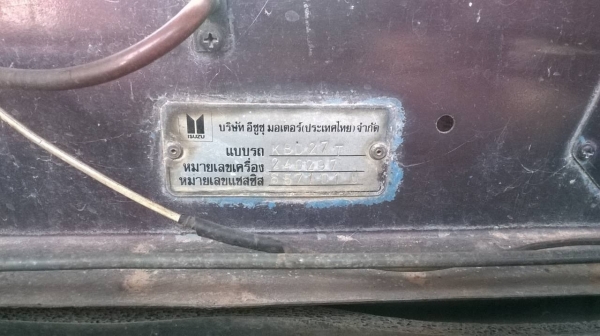 ISUZU
บริษัท อีซูซุ มอเตอร์(ประเทศไทย)จำกัด
แบบรถ
หมายเลขเครื่อง
หมายเลขแชสซีส